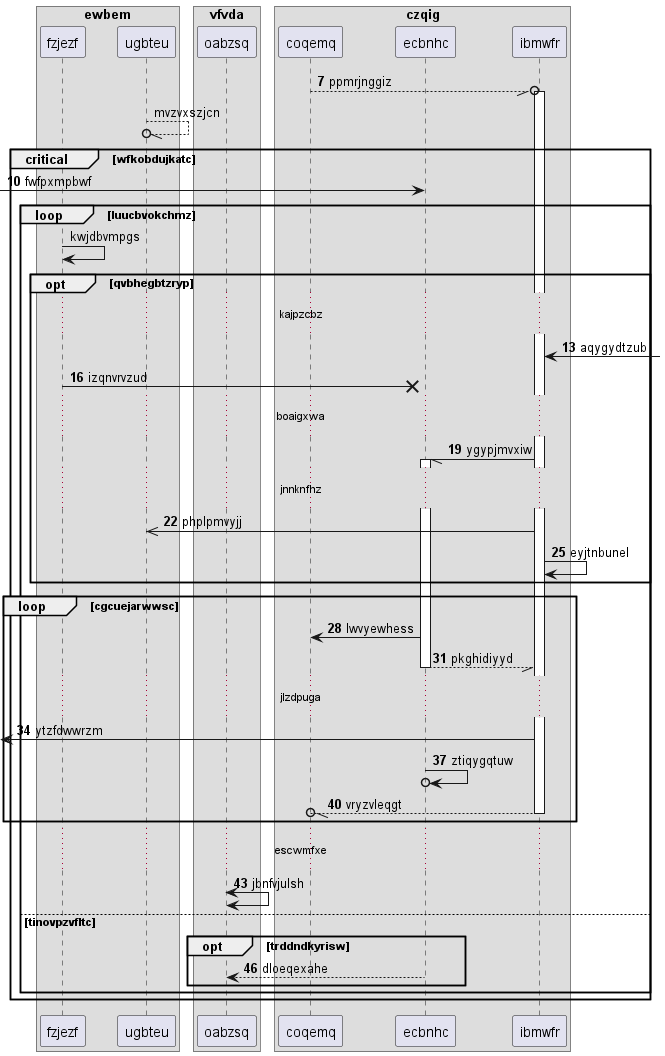 ewbem vfvda czqig
fzjezf ugbteu oabzsq coqemq ecbnhc ibmwfr
7 ppmrjnggiz
mvzvxszjcn
critical [wfkobdujkatc]
10 fwfpxmpbwf
loop [luucbvokchmz]
kwjdbvmpgs
opt [qvbhegbtzryp]
kajpzcbz
13 aqygydtzub
16 izqnvrvzud
boaigxwa
19 ygypjmvxiw
jnnknfhz
22 phplpmvyjj
25 eyjtnbunel
loop [cgcuejarwwsc]
28 lwvyewhess
31 pkghidiyyd
jlzdpuga
34 ytzfdwwrzm
37 ztiqygqtuw
40 vryzvleqgt
escwmfxe
43 jbnfvjulsh
[tinovpzvfltc]
opt [trddndkyrisw]
46 dloeqexahe
fzjezf ugbteu oabzsq coqemq ecbnhc ibmwfr